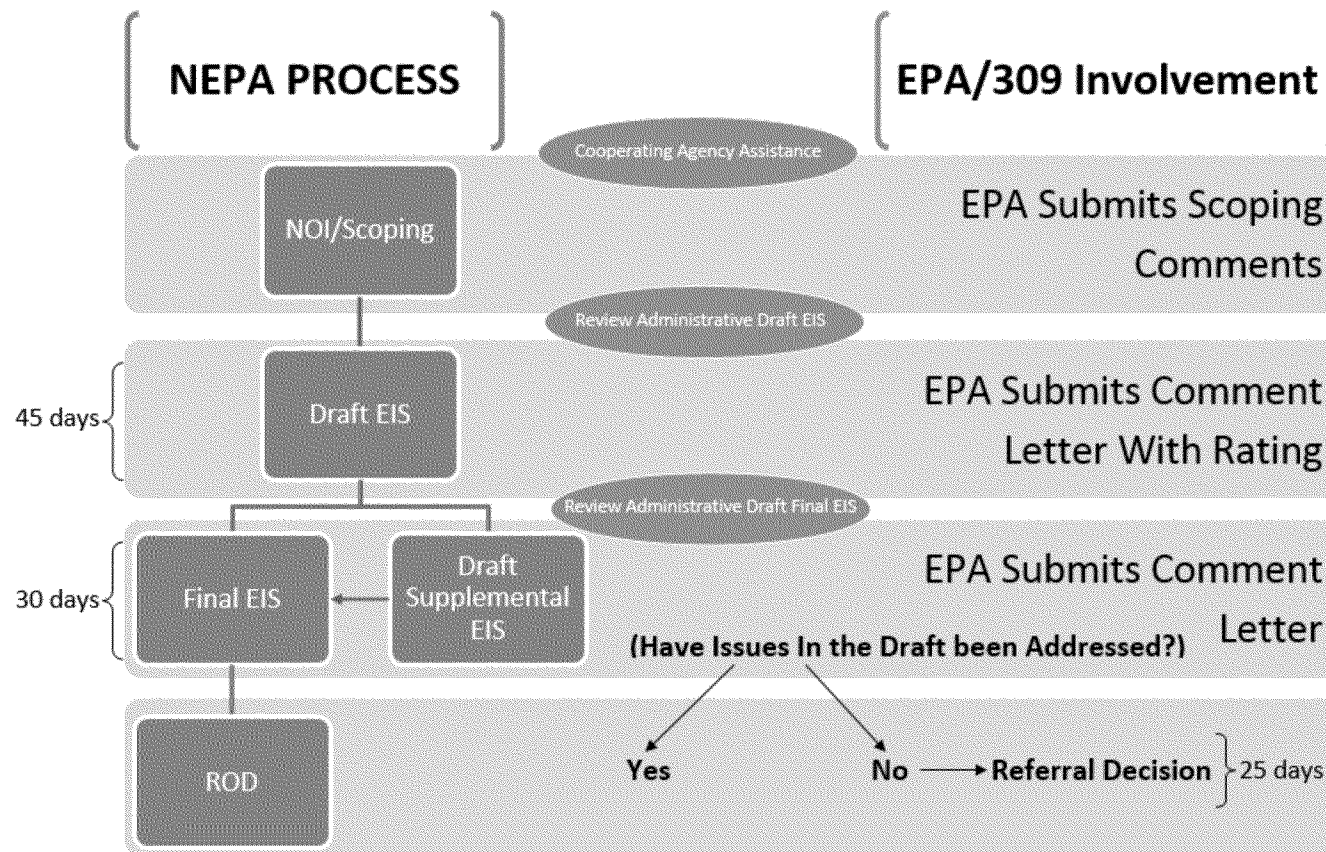 NEPA PROCESS
EPA/309 Involvement
Cooperating Agency Assistance
NOI/Scoping
EPA Submits Scoping
Comments
Review Administrative Draft EIS
45 days
Draft EIS
EPA Submits Comment
Letter With Rating
Review Administrative Draft Final EIS
30 days
Final EIS
Draft
Supplemental
EIS
EPA Submits Comment
Letter
(Have Issues In the Draft been Addressed?)
ROD
Yes
No
Referral Decision
25 days